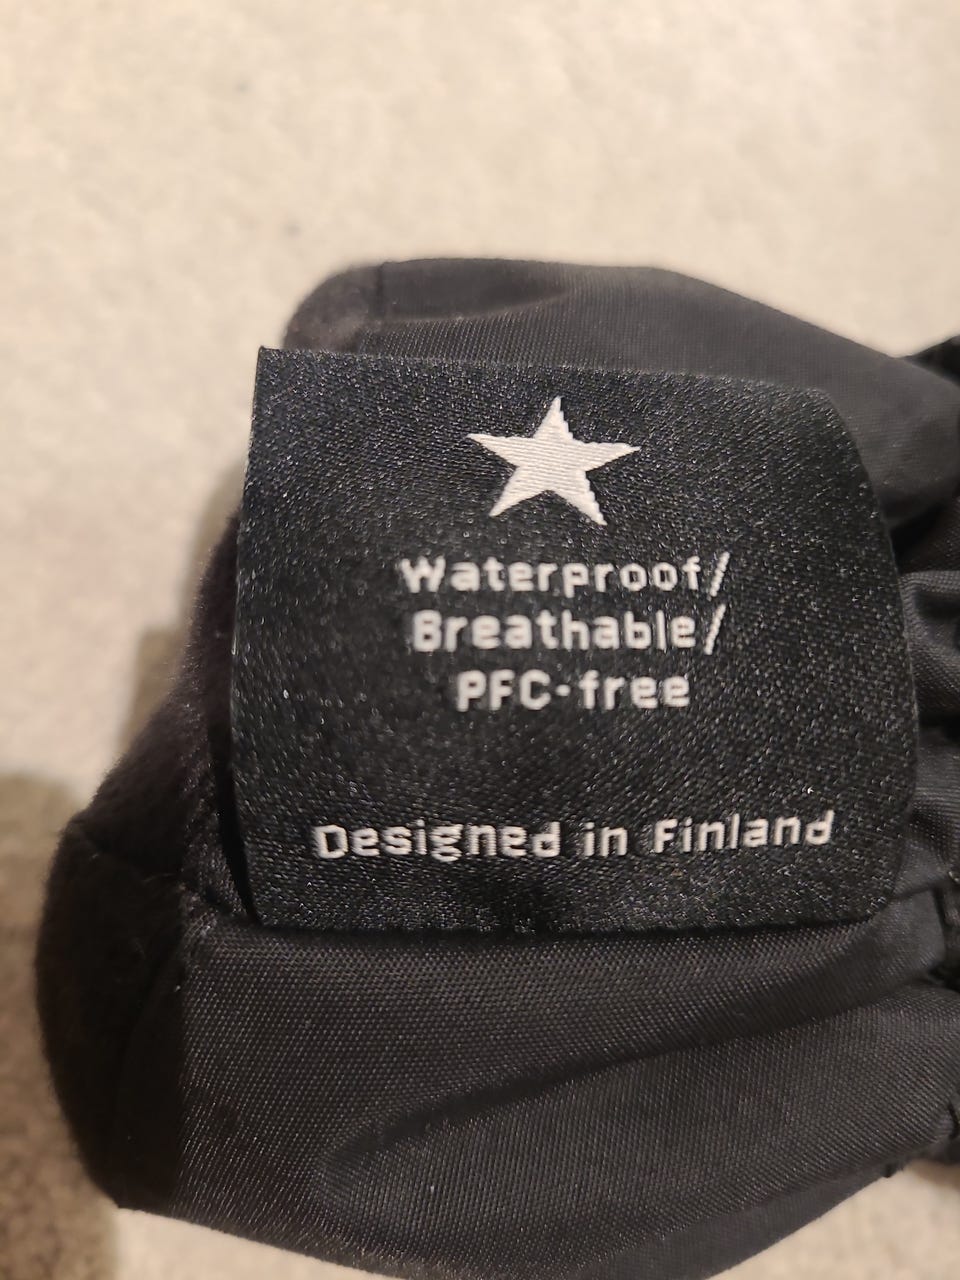 Waterproof/
Breathable/
PFC-free
Designed in Finland